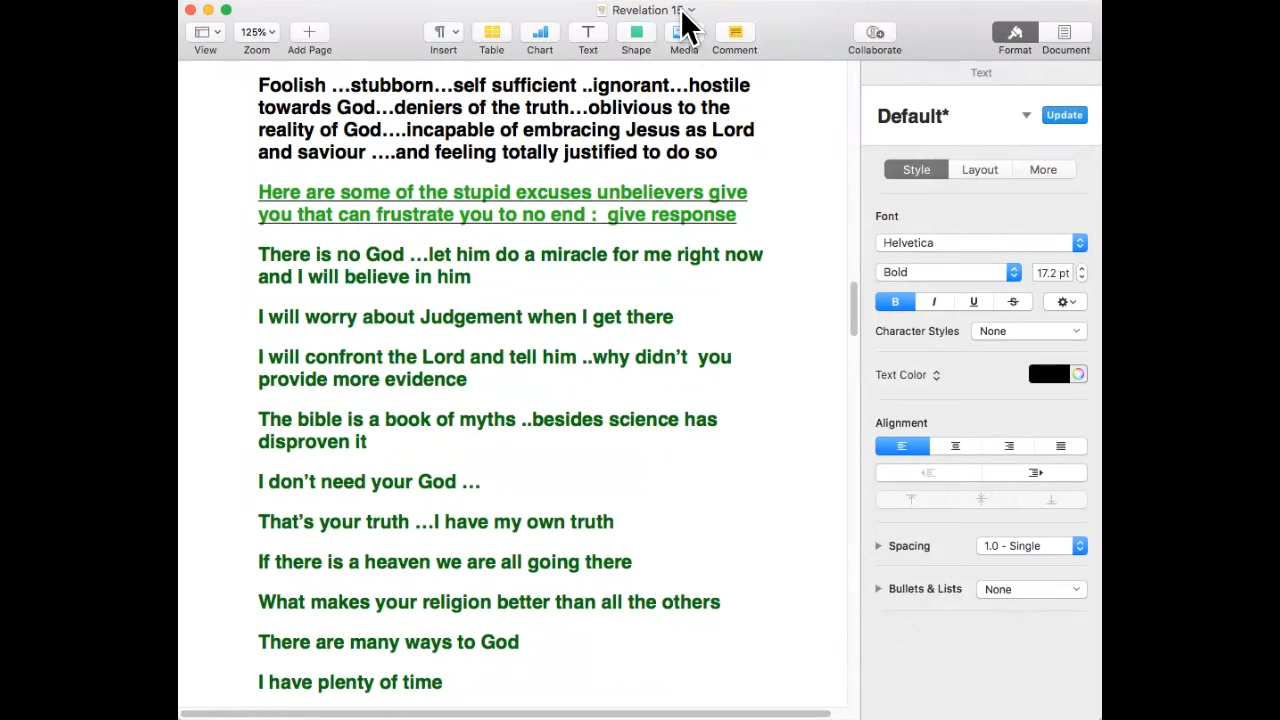 Revelation 15
View
125%
Zoom
Add Page
Insert
Table
Chart
Text
Shape
Media
Comment
Collaborate
Format
Document
Foolish …stubborn…self sufficient ..ignorant…hostile
towards God…deniers of the truth…oblivious to the
reality of God….incapable of embracing Jesus as Lord
and saviour ….and feeling totally justified to do so
Here are some of the stupid excuses unbelievers give
you that can frustrate you to no end :  give response
There is no God …let him do a miracle for me right now
and I will believe in him
I will worry about Judgement when I get there
I will confront the Lord and tell him ..why didn’t  you
provide more evidence
The bible is a book of myths ..besides science has
disproven it
I don’t need your God …
That’s your truth …I have my own truth
If there is a heaven we are all going there
What makes your religion better than all the others
There are many ways to God
I have plenty of time
Text
Default*
Update
Style
Layout
More
Font
Helvetica
Bold
17.2 pt
B I U S
Character Styles
None
Text Color
Alignment
Spacing
1.0 - Single
Bullets & Lists
None